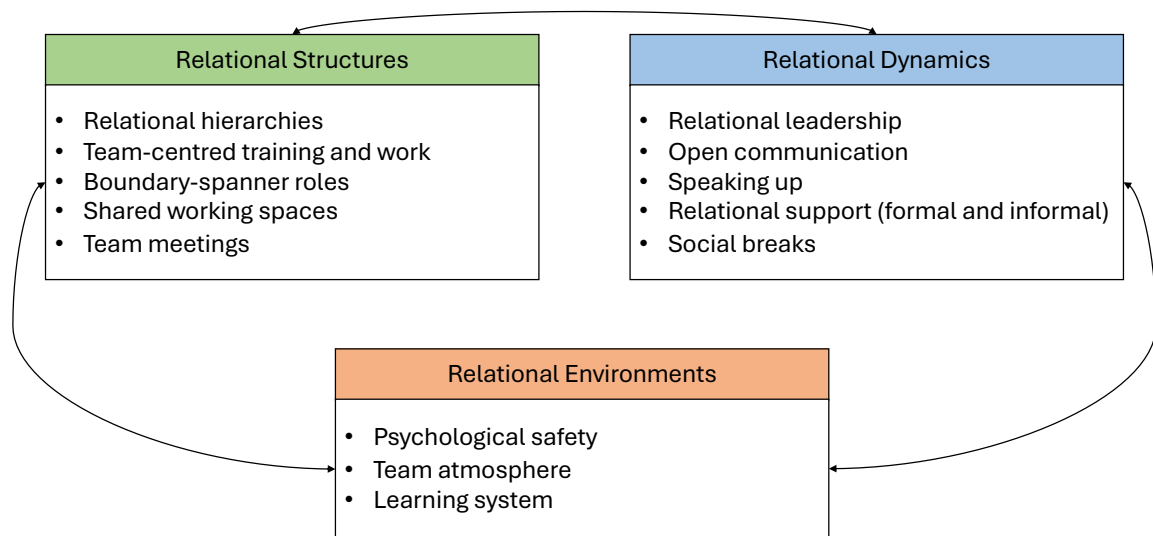 Relational Structures
• Relational hierarchies
• Team-centred training and work
• Boundary-spanner roles
• Shared working spaces
• Team meetings
Relational Dynamics
• Relational leadership
• Open communication
• Speaking up
• Relational support (formal and informal)
• Social breaks
Relational Environments
• Psychological safety
• Team atmosphere
• Learning system